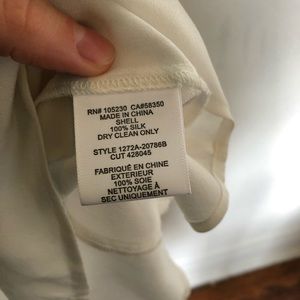 RN# 105230 CA#58350
MADE IN CHINA
SHELL
100% SILK
DRY CLEAN ONLY
STYLE 1272A-20786B
CUT 428045
FABRIQUÉ EN CHINE
EXTERIEUR
100% SOIE
NETTOYAGE À
SEC UNIQUEMENT